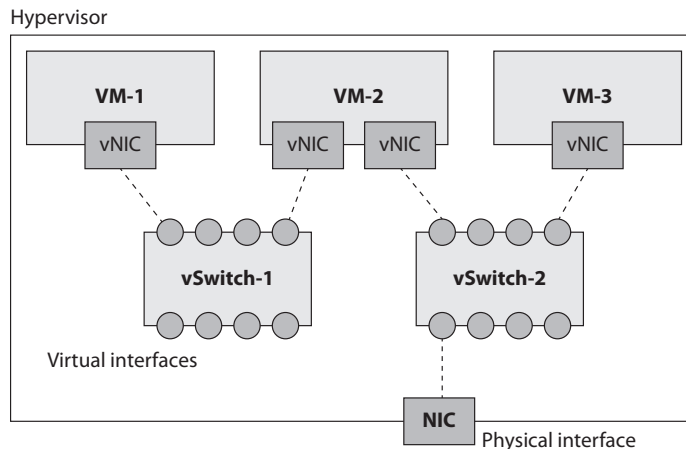 Hypervisor
VM-1
VM-2
VM-3
vNIC
vNIC
vNIC
vNIC
vSwitch-1
vSwitch-2
Virtual interfaces
NIC
Physical interface